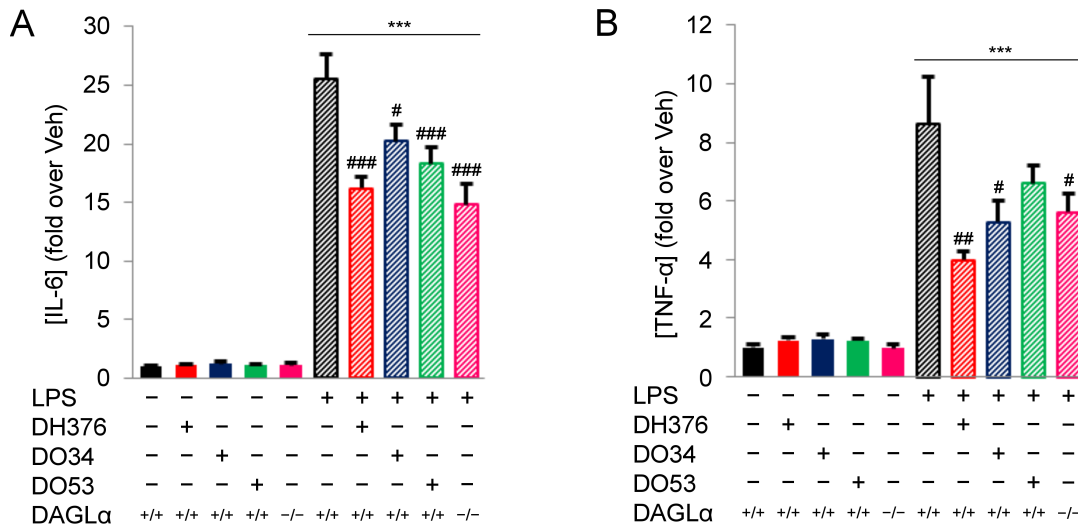 A
[IL-6] (fold over Veh)
30
25
20
15
10
5
0
***
###
#
###
###
LPS – – – – – + + + + +
DH376 – + – – – – + – – –
DO34 – – + – – – – + – –
DO53 – – – + – – – – + –
DAGLα +/+ +/+ +/+ +/+ –/– +/+ +/+ +/+ +/+ –/–
B
[TNF-α] (fold over Veh)
12
10
8
6
4
2
0
***
##
#
#
LPS – – – – – + + + + +
DH376 – + – – – – + – – –
DO34 – – + – – – – + – –
DO53 – – – + – – – – + –
DAGLα +/+ +/+ +/+ +/+ –/– +/+ +/+ +/+ +/+ –/–